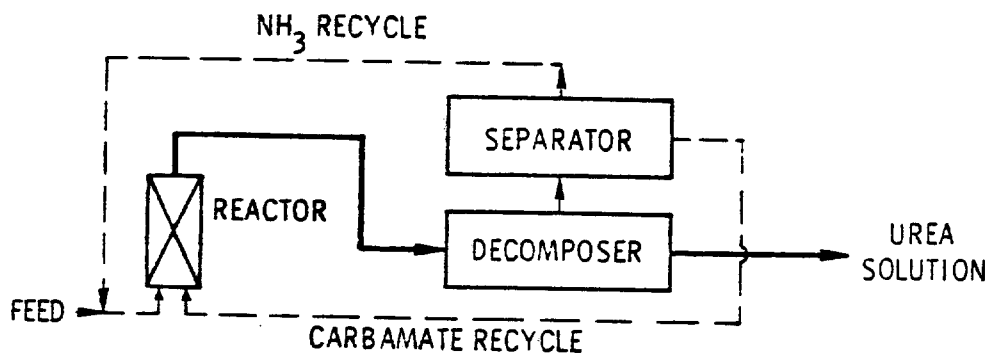 NH3 RECYCLE
SEPARATOR
REACTOR
DECOMPOSER
UREA
SOLUTION
FEED
CARBAMATE RECYCLE